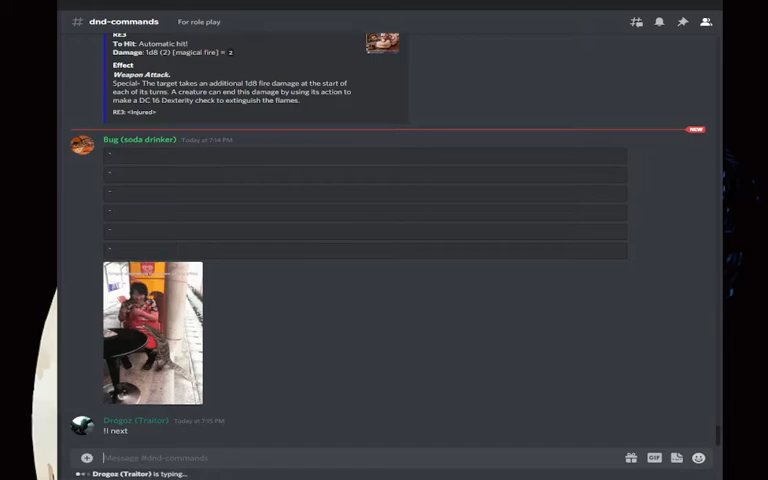 dnd-commands For role play
RE3
To Hit: Automatic hit!
Damage: 1d8 (2) [magical fire] = 2
Effect
Weapon Attack.
Special- The target takes an additional 1d8 fire damage at the start of
each of its turns. A creature can end this damage by using its action to
make a DC 16 Dexterity check to extinguish the flames.
RE3: <Injured>
NEW
Bug (soda drinker) Today at 7:14 PM
-
-
-
-
-
-
Drogoz (Traitor) Today at 7:15 PM
!i next
Message #dnd-commands
GIF
Drogoz (Traitor) is typing...